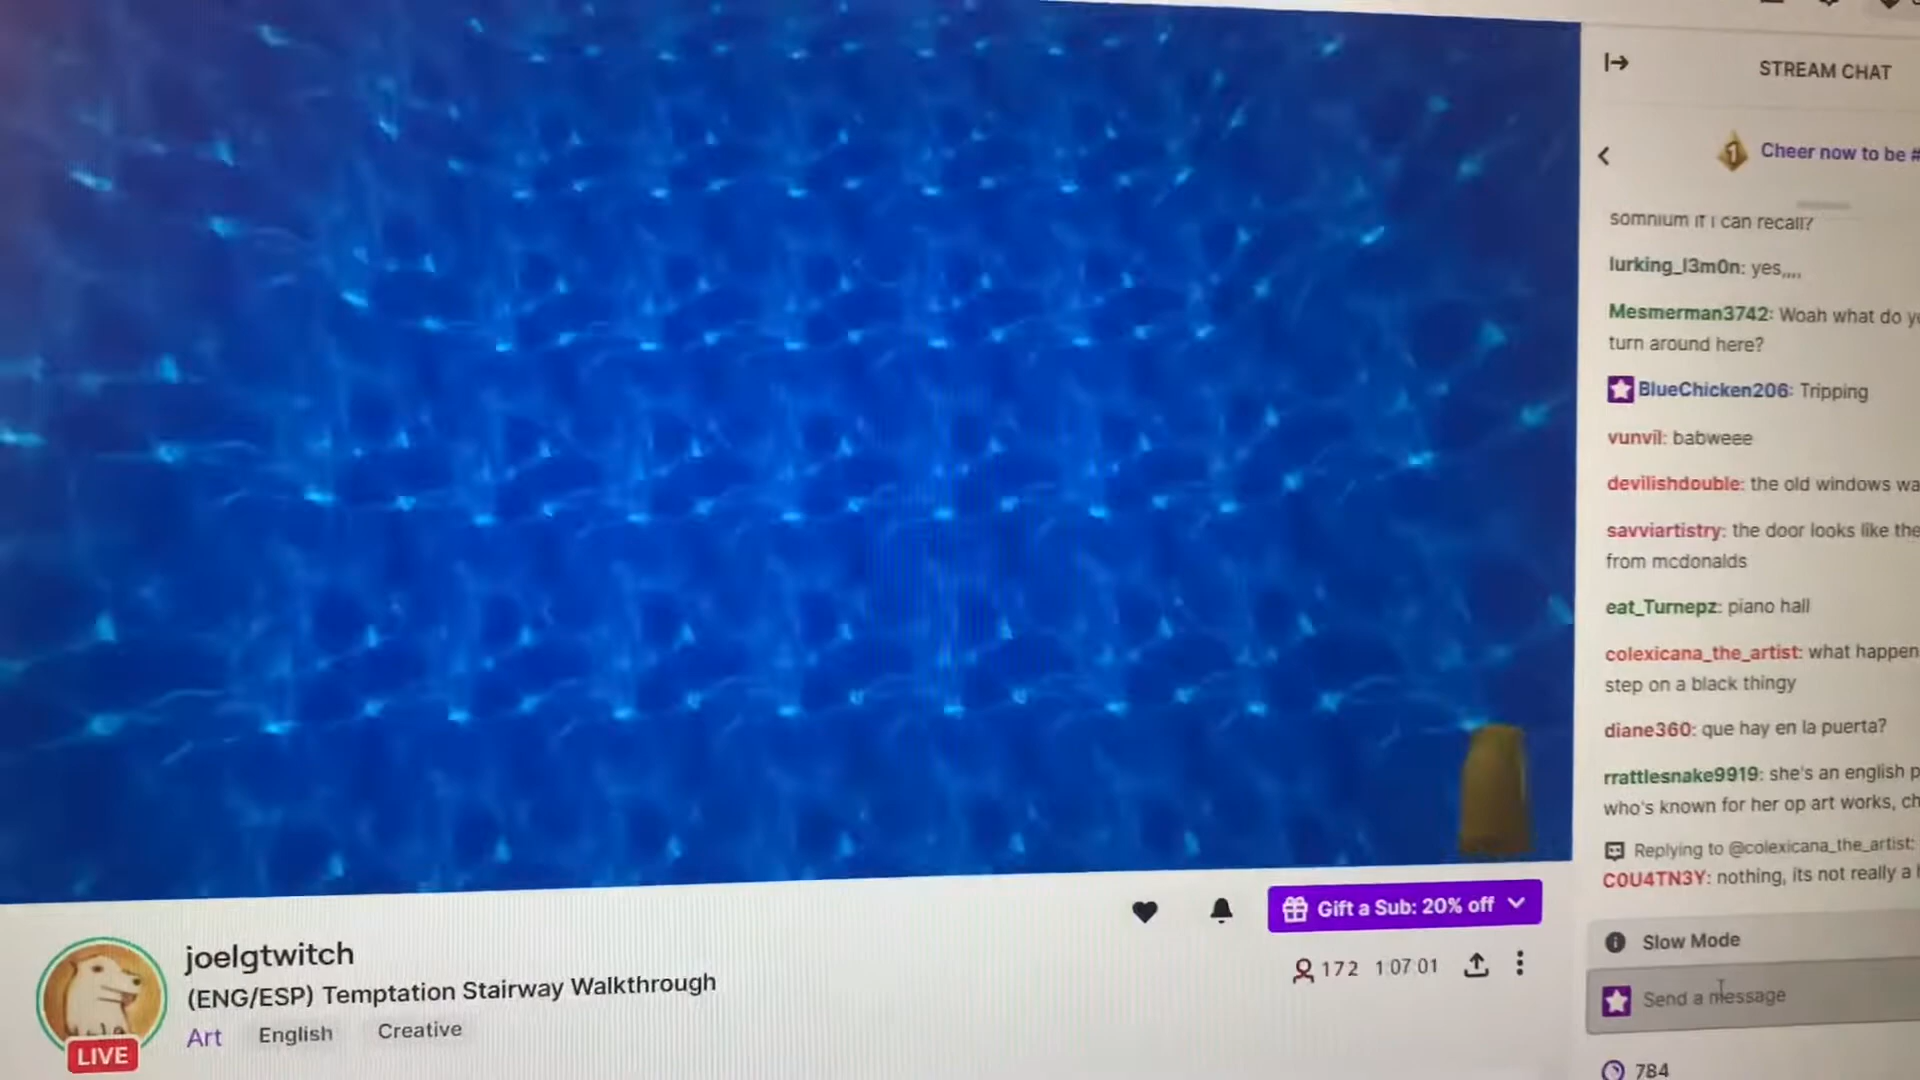 STREAM CHAT
Cheer now to be #
somnium if i can recall?
lurking_l3m0n: yes,,,,
Mesmerman3742: Woah what do
turn around here?
BlueChicken206: Tripping
vunvil: babweee
devilishdouble: the old windows
savviartistry: the door looks like
from mcdonalds
eat_Turnepz: piano hall
colexicana_the_artist: what
step on a black thingy
diane360: que hay en la puerta?
rrattlesnake9919: she's an english
who's known for her op art works,
Replying to @colexicana_the_artist:
C0U4TN3Y: nothing, its not really a
Slow Mode
Send a message
784
Gift a Sub: 20% off
joelgtwitch
172 1:07:01
(ENG/ESP) Temptation Stairway Walkthrough
Art English Creative
LIVE